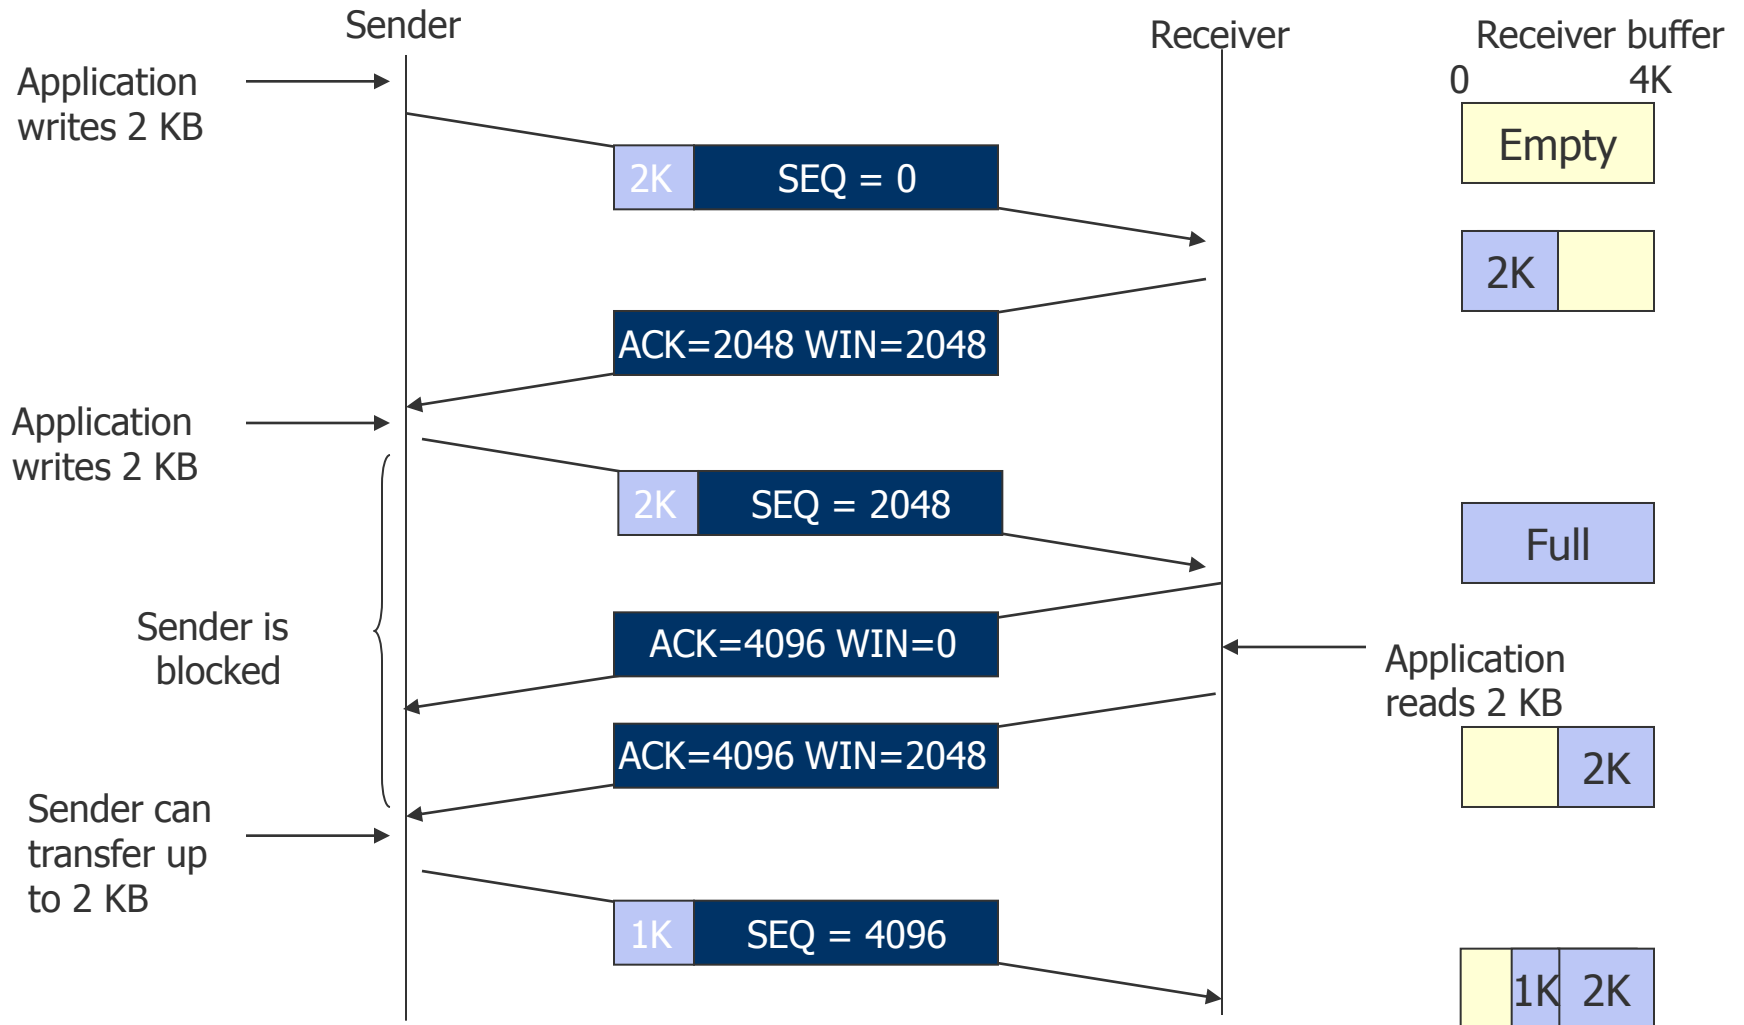 Sender
Receiver
Receiver buffer
0 4K
Application
writes 2 KB
Empty
2K SEQ = 0
2K
ACK=2048 WIN=2048
Application
writes 2 KB
2K SEQ = 2048
Full
Sender is
blocked
ACK=4096 WIN=0
Application
reads 2 KB
ACK=4096 WIN=2048
2K
Sender can
transfer up
to 2 KB
1K SEQ = 4096
1K 2K